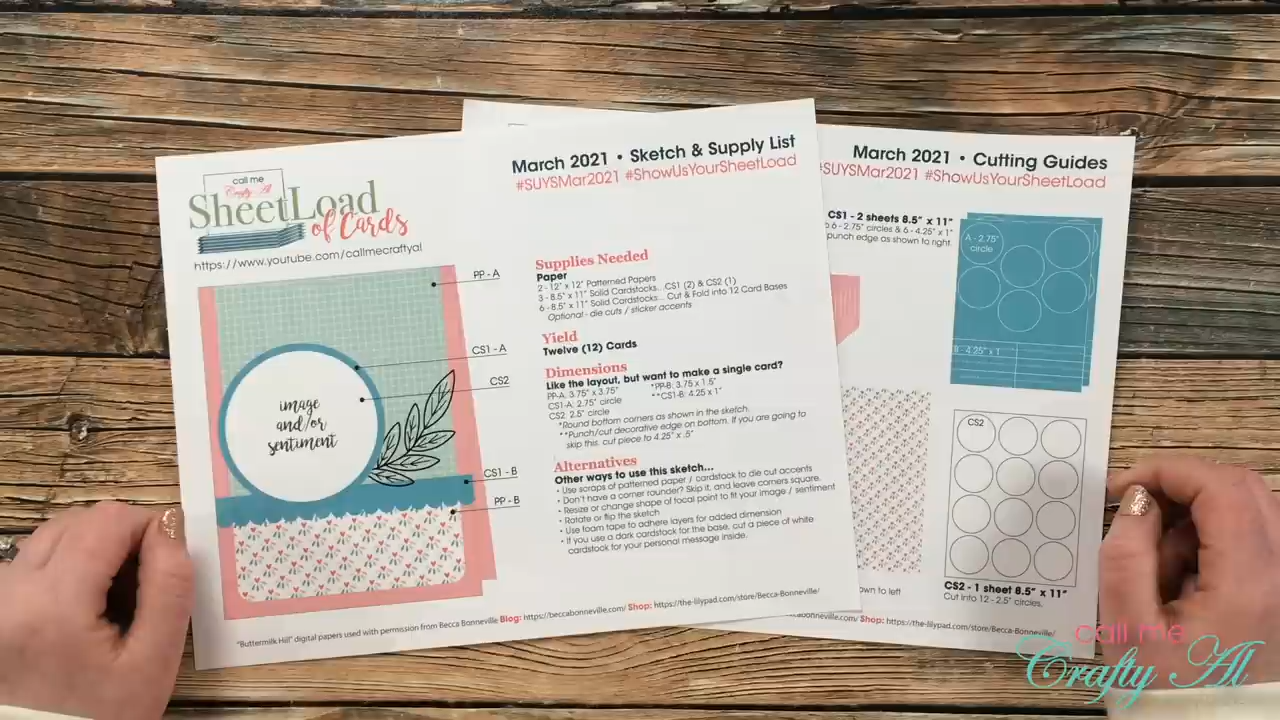 call me
Crafty Al
SheetLoad
of Cards
https://www.youtube.com/callmecraftyal
March 2021 • Sketch & Supply List
#SUYSMar2021 #ShowUsYourSheetLoad
PP - A
CS1 - A
CS2
CS1 - B
PP - B
image
and/or
sentiment
Supplies Needed
Paper
2 - 12" x 12" Patterned Papers
3 - 8.5" x 11" Solid Cardstocks...CS1 (2) & CS2 (1)
6 - 8.5" x 11" Solid Cardstocks... Cut & Fold into 12 Card Bases
Optional - die cuts / sticker accents
Yield
Twelve (12) Cards
Dimensions
Like the layout, but want to make a single card?
PP-A: 3.75" x 3.75" *PP-B: 3.75 x 1.5"
CS1-A: 2.75" circle **CS1-B: 4.25 x 1"
CS2: 2.5" circle
*Round bottom corners as shown in the sketch.
**Punch/cut decorative edge on bottom. If you are going to
skip this, cut piece to 4.25" x .5"
Alternatives
Other ways to use this sketch...
• Use scraps of patterned paper / cardstock to die cut accents
• Don't have a corner rounder? Skip it, and leave corners square.
• Resize or change shape of focal point to fit your image / sentiment
• Rotate or flip the sketch
• Use foam tape to adhere layers for added dimension
• If you use a dark cardstock for the base, cut a piece of white
cardstock for your personal message inside.
"Buttermilk Hill" digital papers used with permission from Becca Bonneville Blog: https://beccabonneville.com/ Shop: https://the-lilypad.com/store/Becca-Bonneville/
March 2021 • Cutting Guides
#SUYSMar2021 #ShowUsYourSheetLoad
CS1 - 2 sheets 8.5" x 11"
6 - 2.75" circles & 6 - 4.25" x 1"
punch edge as shown to right.
A - 2.75"
circle
B - 4.25" x 1
CS2
CS2 - 1 sheet 8.5" x 11"
Cut into 12 - 2.5" circles.
own to left
Shop: https://the-lilypad.com/store/Becca-Bonneville/
call me
Crafty Al